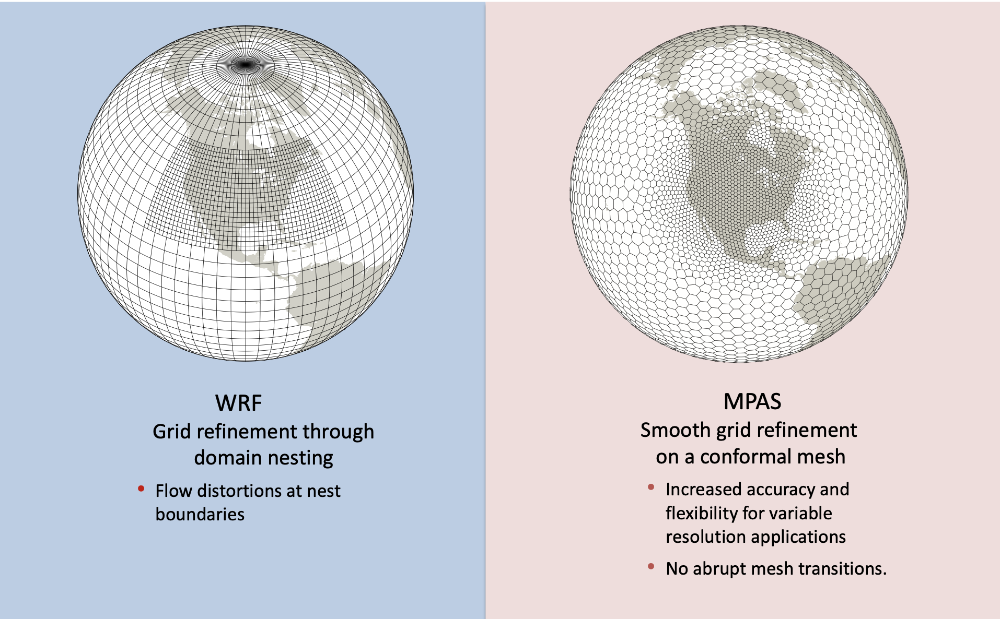 WRF
Grid refinement through
domain nesting
• Flow distortions at nest
boundaries
MPAS
Smooth grid refinement
on a conformal mesh
• Increased accuracy and
flexibility for variable
resolution applications
• No abrupt mesh transitions.